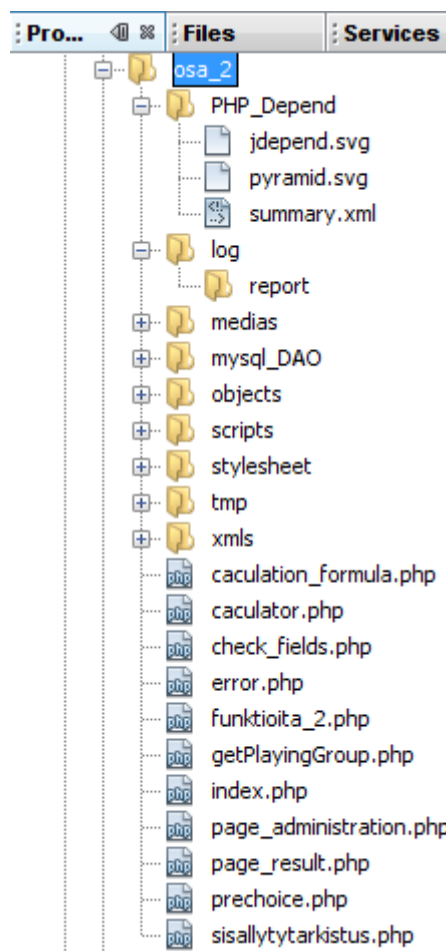 Pro... Files Services
osa_2
PHP_Depend
jdepend.svg
pyramid.svg
summary.xml
log
report
medias
mysql_DAO
objects
scripts
stylesheet
tmp
xmls
caculation_formula.php
caculator.php
check_fields.php
error.php
funktioita_2.php
getPlayingGroup.php
index.php
page_administration.php
page_result.php
prechoice.php
sisallytytarkistus.php